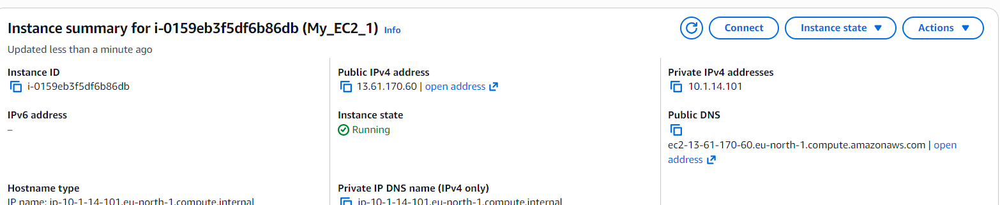 Instance summary for i-0159eb3f5df6b86db (My_EC2_1) Info
Connect
Instance state
Actions
Updated less than a minute ago
Instance ID
i-0159eb3f5df6b86db
Public IPv4 address
13.61.170.60 | open address
Private IPv4 addresses
10.1.14.101
IPv6 address
–
Instance state
Running
Public DNS
ec2-13-61-170-60.eu-north-1.compute.amazonaws.com | open
address
Hostname type
IP name: ip-10-1-14-101.eu-north-1.compute.internal
Private IP DNS name (IPv4 only)
ip-10-1-14-101.eu-north-1.compute.internal